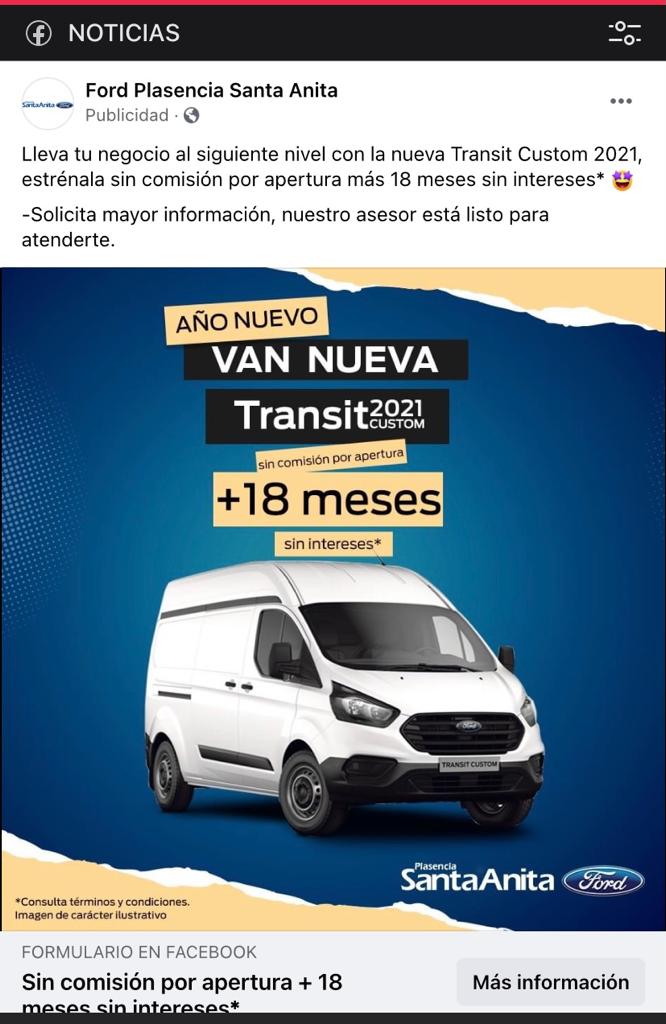 NOTICIAS
Ford Plasencia Santa Anita
Publicidad ·
Lleva tu negocio al siguiente nivel con la nueva Transit Custom 2021,
estrénala sin comisión por apertura más 18 meses sin intereses* 🤩
-Solicita mayor información, nuestro asesor está listo para
atenderte.
AÑO NUEVO
VAN NUEVA
Transit 2021
CUSTOM
sin comisión por apertura
+18 meses
sin intereses*
Ford
TRANSIT CUSTOM
Plasencia
SantaAnita Ford
*Consulta términos y condiciones.
Imagen de carácter ilustrativo
FORMULARIO EN FACEBOOK
Sin comisión por apertura + 18
meses sin intereses*
Más información